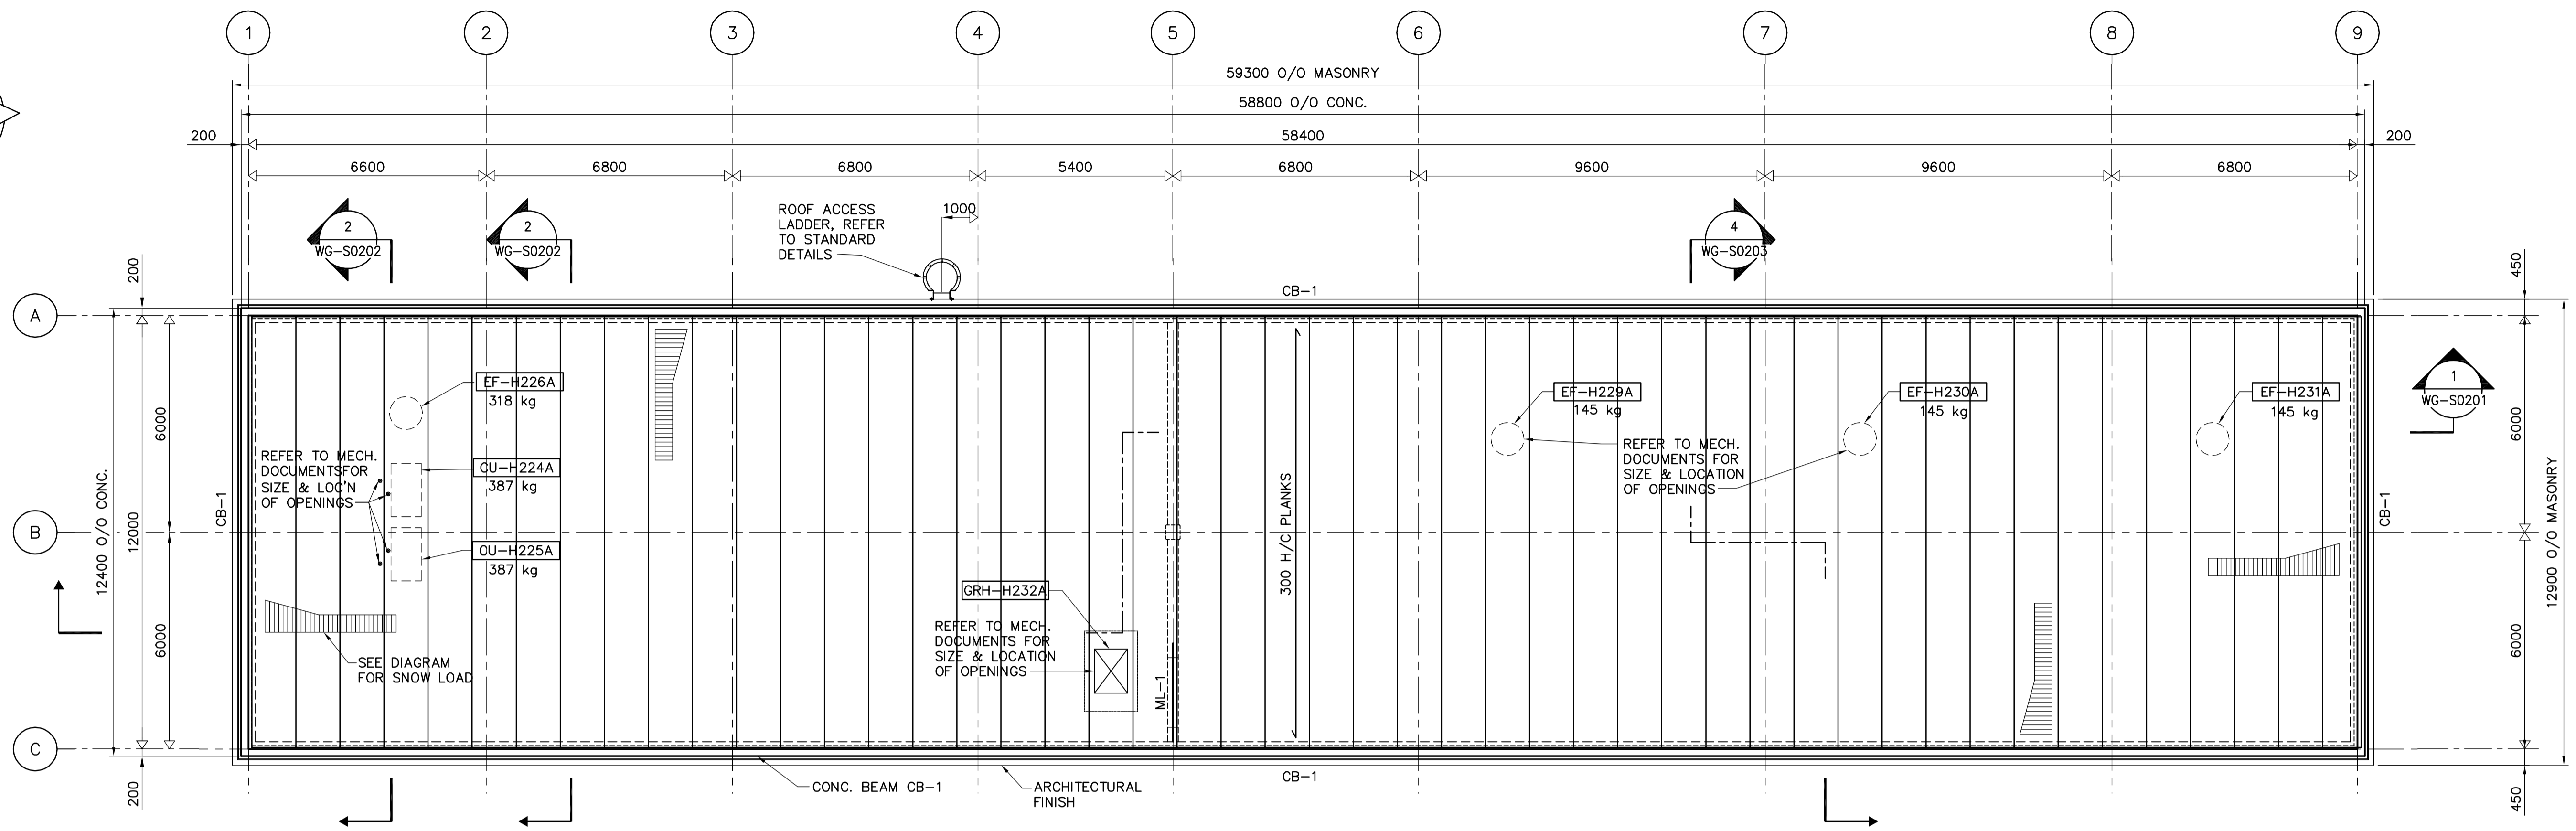 1
2
3
4
5
6
7
8
9
59300 O/O MASONRY
58800 O/O CONC.
200
58400
200
6600
6800
6800
5400
6800
9600
9600
6800
2
WG-S0202
2
WG-S0202
ROOF ACCESS
LADDER, REFER
TO STANDARD
DETAILS
1000
4
WG-S0203
200
450
CB-1
A
EF-H226A
318 kg
EF-H229A
145 kg
EF-H230A
145 kg
EF-H231A
145 kg
1
WG-S0201
6000
6000
REFER TO MECH.
DOCUMENTSFOR
SIZE & LOC'N
OF OPENINGS
CU-H224A
387 kg
REFER TO MECH.
DOCUMENTS FOR
SIZE & LOCATION
OF OPENINGS
12400 O/O CONC.
12000
CB-1
B
CU-H225A
387 kg
300 H/C PLANKS
CB-1
12900 O/O MASONRY
GRH-H232A
REFER TO MECH.
DOCUMENTS FOR
SIZE & LOCATION
OF OPENINGS
6000
6000
SEE DIAGRAM
FOR SNOW LOAD
ML-1
C
200
CONC. BEAM CB-1
ARCHITECTURAL
FINISH
CB-1
450